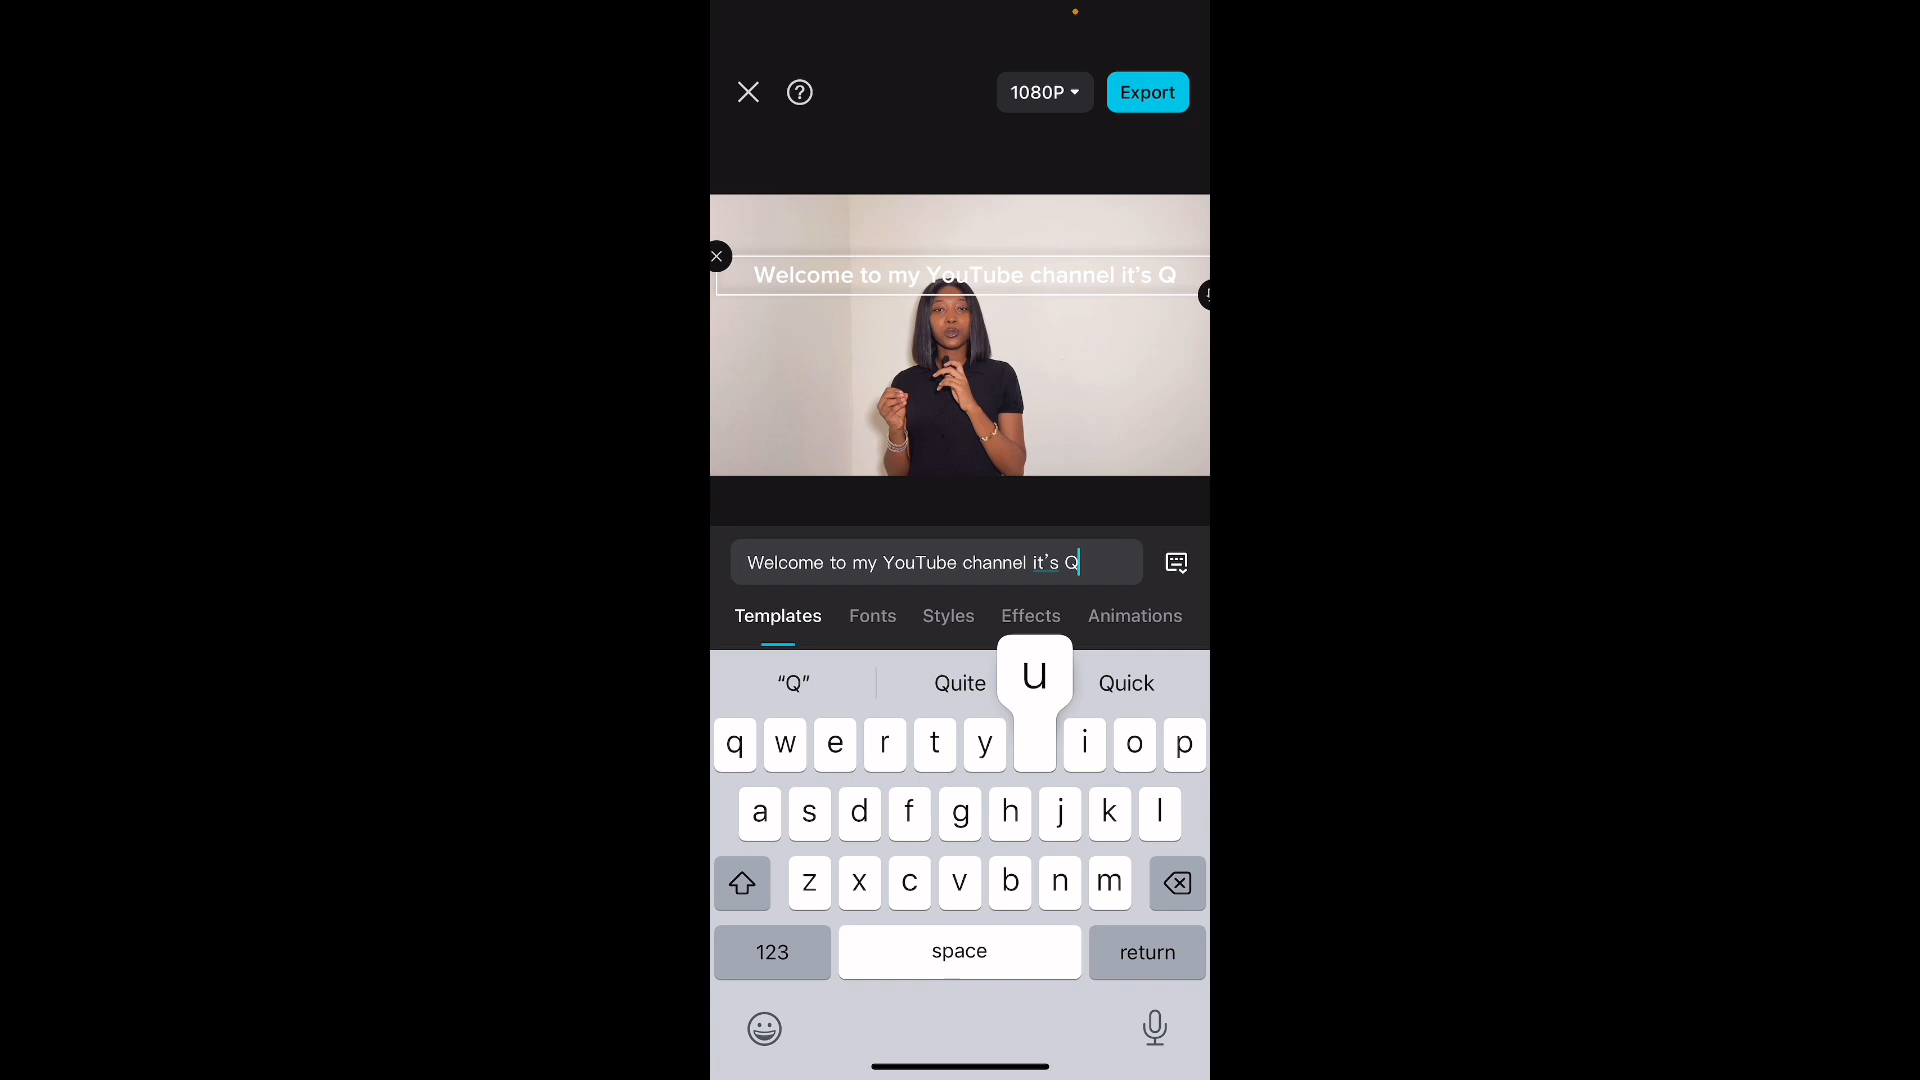 1080P
Export
Welcome to my YouTube channel it’s Q
Welcome to my YouTube channel it’s Q
Templates Fonts Styles Effects Animations
“Q” Quite Quick
u
q w e r t y i o p
a s d f g h j k l
z x c v b n m
123 space return